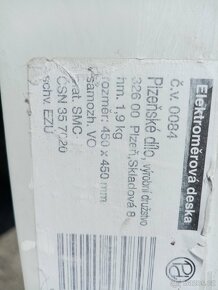 Elektroměrová deska
č.v. 0084
Plzeňské dílo, výrobní družstvo
326 00 Plzeň,Skladová 8
hm. 1,9 kg
rozměr: 450 x 450 mm
samozh. VO
mat. SMC
ČSN 35 7020
schv. EZÚ